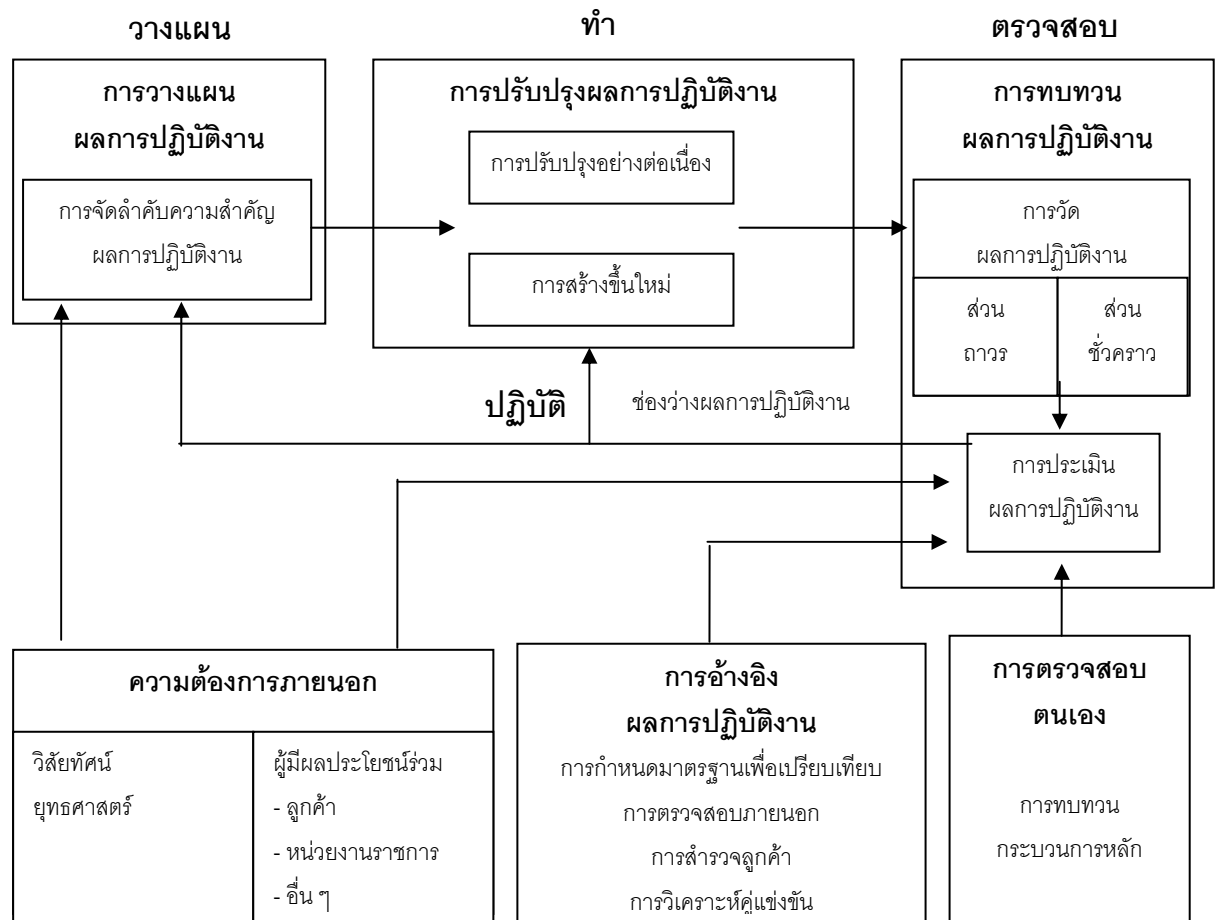 วางแผน
ทำ
ตรวจสอบ
การวางแผน
ผลการปฏิบัติงาน
การจัดลำคับความสำคัญ
ผลการปฏิบัติงาน
การปรับปรุงผลการปฏิบัติงาน
การปรับปรุงอย่างต่อเนื่อง
การสร้างขึ้นใหม่
การทบทวน
ผลการปฏิบัติงาน
การวัด
ผลการปฏิบัติงาน
ส่วน
ถาวร
ส่วน
ชั่วคราว
ปฏิบัติ
ช่องว่างผลการปฏิบัติงาน
การประเมิน
ผลการปฏิบัติงาน
ความต้องการภายนอก
วิสัยทัศน์
ยุทธศาสตร์
ผู้มีผลประโยชน์ร่วม
- ลูกค้า
- หน่วยงานราชการ
- อื่น ๆ
การอ้างอิง
ผลการปฏิบัติงาน
การกำหนดมาตรฐานเพื่อเปรียบเทียบ
การตรวจสอบภายนอก
การสำรวจลูกค้า
การวิเคราะห์คู่แข่งขัน
การตรวจสอบ
ตนเอง
การทบทวน
กระบวนการหลัก